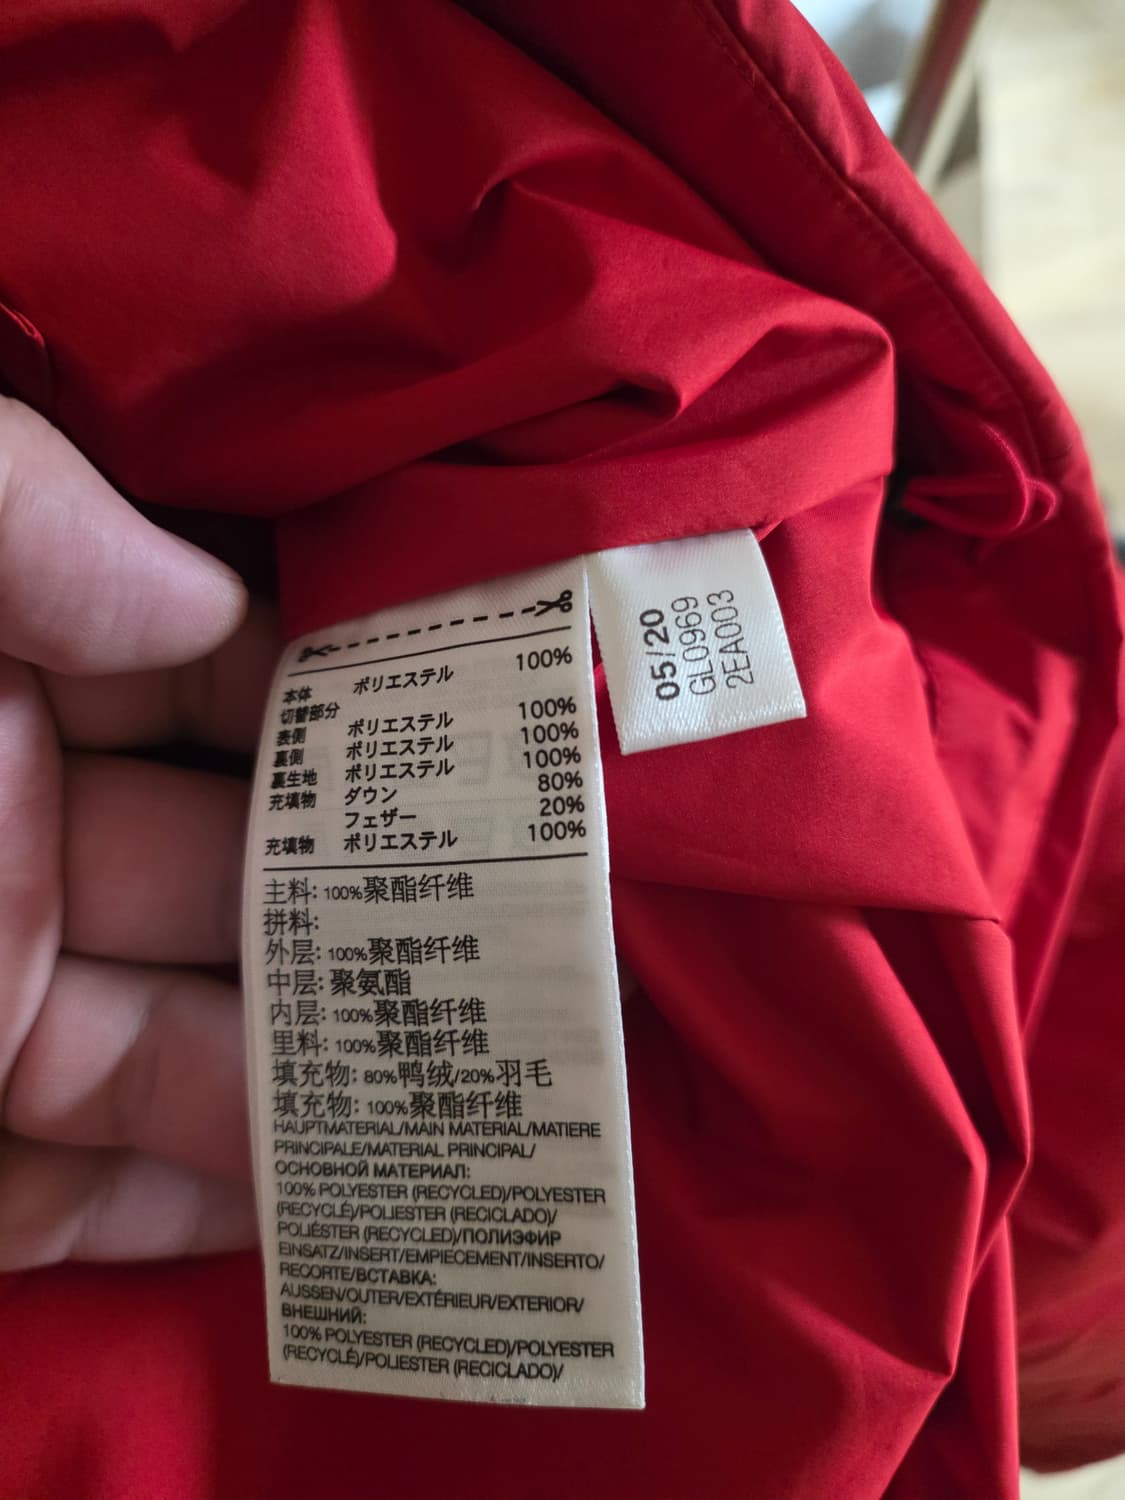 本体 ポリエステル 100%
切替部分
表側 ポリエステル 100%
裏側 ポリエステル 100%
裏生地 ポリエステル 100%
充填物 ダウン 80%
フェザー 20%
充填物 ポリエステル 100%
主料: 100%聚酯纤维
拼料:
外层: 100%聚酯纤维
中层: 聚氨酯
内层: 100%聚酯纤维
里料: 100%聚酯纤维
填充物: 80%鸭绒/20%羽毛
填充物: 100%聚酯纤维
HAUPTMATERIAL/MAIN MATERIAL/MATIERE
PRINCIPALE/MATERIAL PRINCIPAL/
ОСНОВНОЙ МАТЕРИАЛ:
100% POLYESTER (RECYCLED)/POLYESTER
(RECYCLÉ)/POLIESTER (RECICLADO)/
POLIÉSTER (RECYCLED)/ПОЛИЭФИР
EINSATZ/INSERT/EMPIECEMENT/INSERTO/
RECORTE/ВСТАВКА:
AUSSEN/OUTER/EXTÉRIEUR/EXTERIOR/
ВНЕШНИЙ:
100% POLYESTER (RECYCLED)/POLYESTER
(RECYCLÉ)/POLIESTER (RECICLADO)/
05/20
GL0969
2EA003